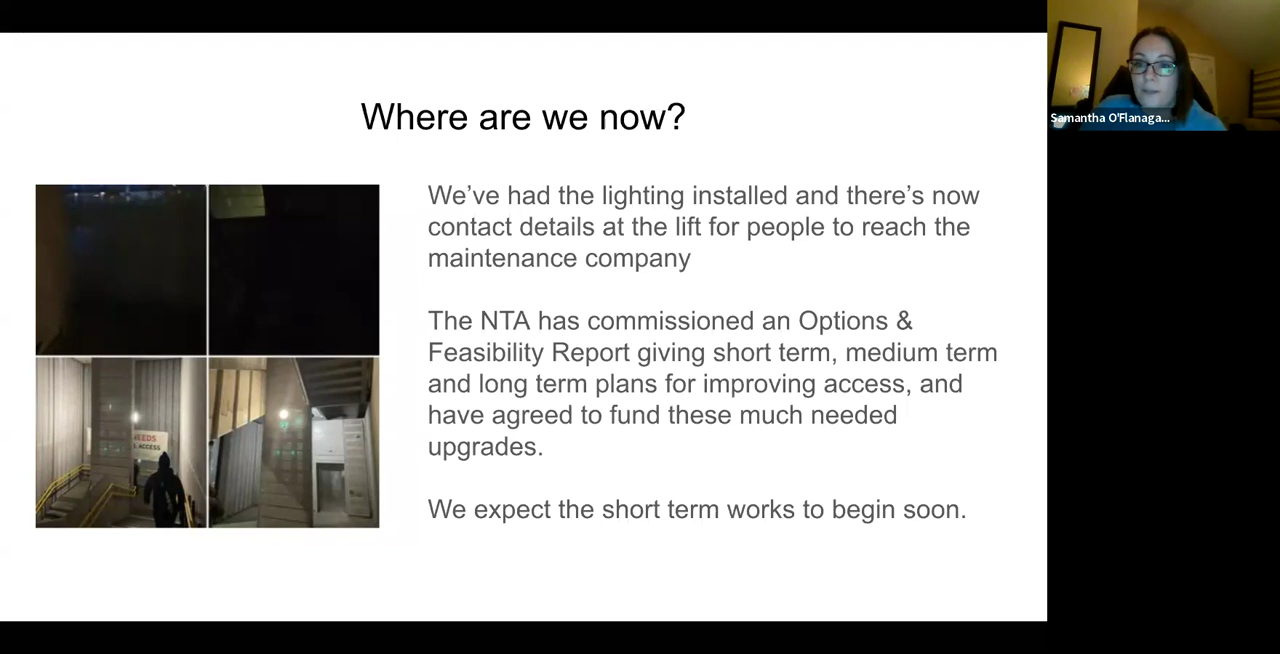 Where are we now?
We’ve had the lighting installed and there’s now
contact details at the lift for people to reach the
maintenance company
The NTA has commissioned an Options &
Feasibility Report giving short term, medium term
and long term plans for improving access, and
have agreed to fund these much needed
upgrades.
We expect the short term works to begin soon.
EEDS
ACCESS
Samantha O'Flanaga...